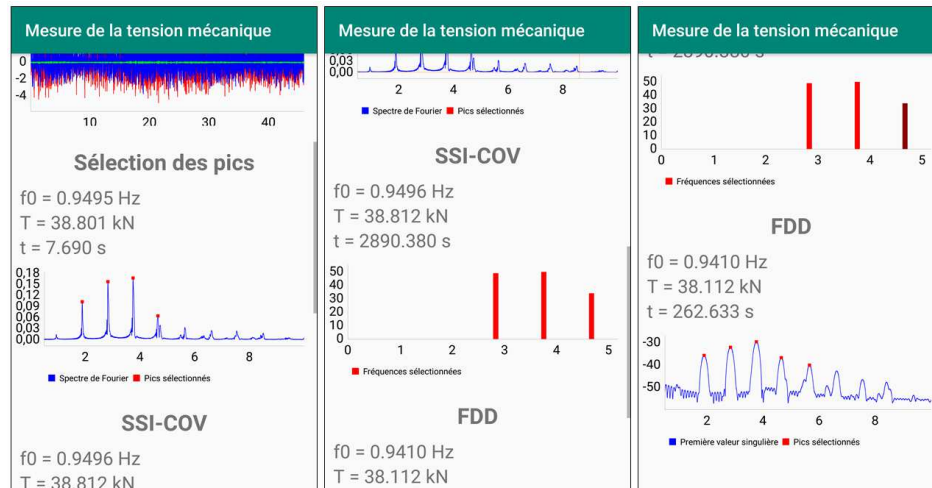 Mesure de la tension mécanique
0
-2
-4
10 20 30 40
Sélection des pics
f0 = 0.9495 Hz
T = 38.801 kN
t = 7.690 s
0,18
0,15
0,12
0,09
0,06
0,03
0,00
2 4 6 8
Spectre de Fourier Pics sélectionnés
SSI-COV
f0 = 0.9496 Hz
T = 38.812 kN
Mesure de la tension mécanique
0,03
0,00
2 4 6 8
Spectre de Fourier Pics sélectionnés
SSI-COV
f0 = 0.9496 Hz
T = 38.812 kN
t = 2890.380 s
50
40
30
20
10
0
0 1 2 3 4 5
Fréquences sélectionnées
FDD
f0 = 0.9410 Hz
T = 38.112 kN
Mesure de la tension mécanique
50
40
30
20
10
0
0 1 2 3 4 5
Fréquences sélectionnées
FDD
f0 = 0.9410 Hz
T = 38.112 kN
t = 262.633 s
-30
-40
-50
2 4 6 8
Première valeur singulière Pics sélectionnés